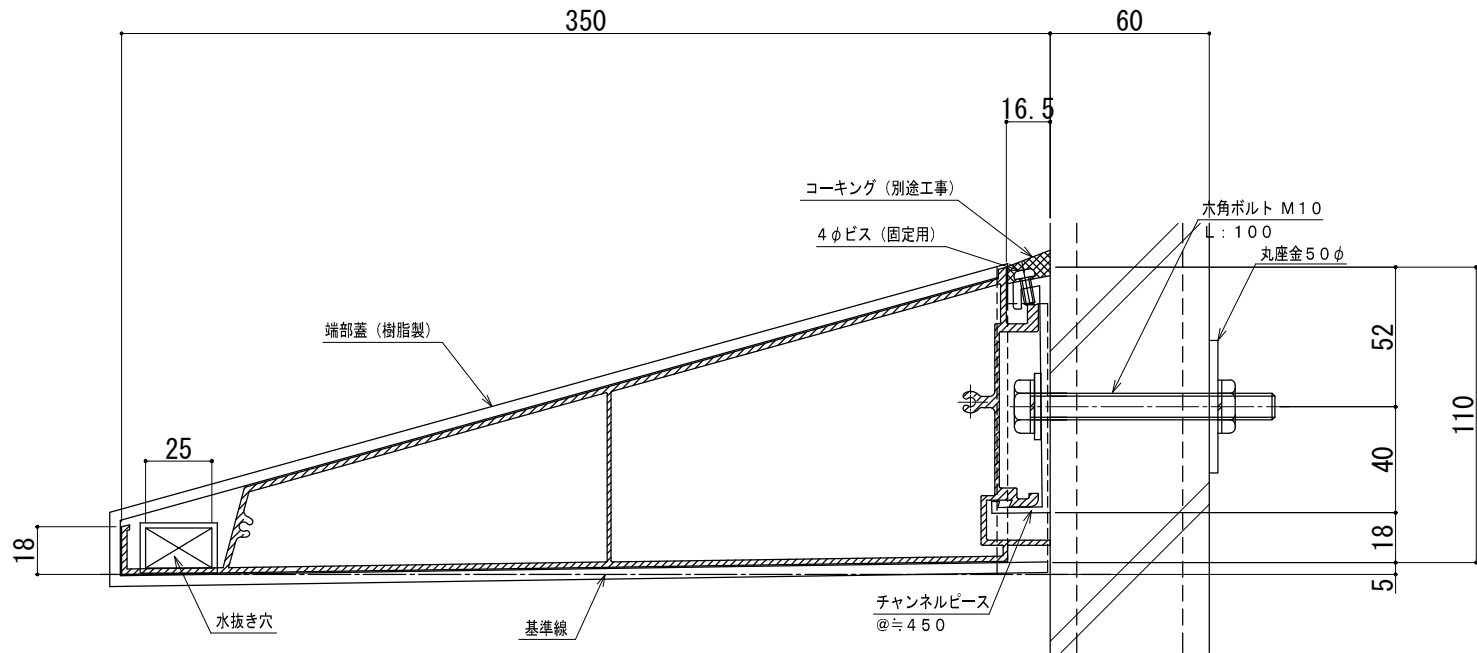 350
60
16.5
コーキング（別途工事）
六角ボルト M10
L：100
4φビス（固定用）
丸座金50φ
端部蓋（樹脂製）
52
110
25
40
18
18
5
チャンネルピース
@≒450
水抜き穴
基準線